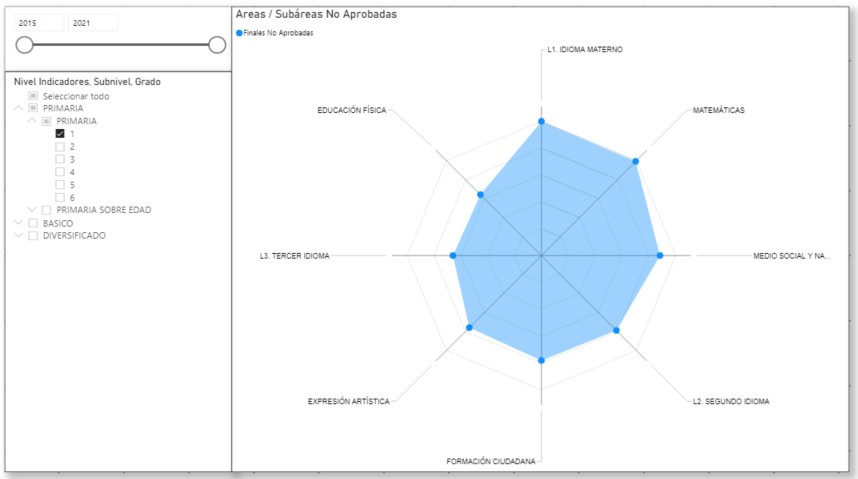 2015 2021
Nivel Indicadores, Subnivel, Grado
Seleccionar todo
PRIMARIA
PRIMARIA
1
2
3
4
5
6
PRIMARIA SOBRE EDAD
BASICO
DIVERSIFICADO
Areas / Subáreas No Aprobadas
Finales No Aprobadas
L1. IDIOMA MATERNO
EDUCACIÓN FÍSICA
MATEMÁTICAS
L3. TERCER IDIOMA
MEDIO SOCIAL Y NA...
EXPRESIÓN ARTÍSTICA
L2. SEGUNDO IDIOMA
FORMACIÓN CIUDADANA